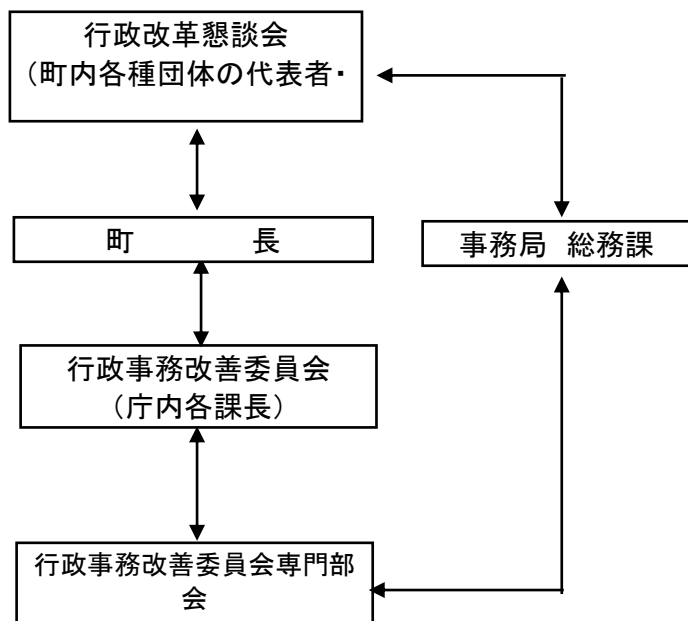 行政改革懇談会
（町内各種団体の代表者・
町　　　　長
事務局　総務課
行政事務改善委員会
（庁内各課長）
行政事務改善委員会専門部
会